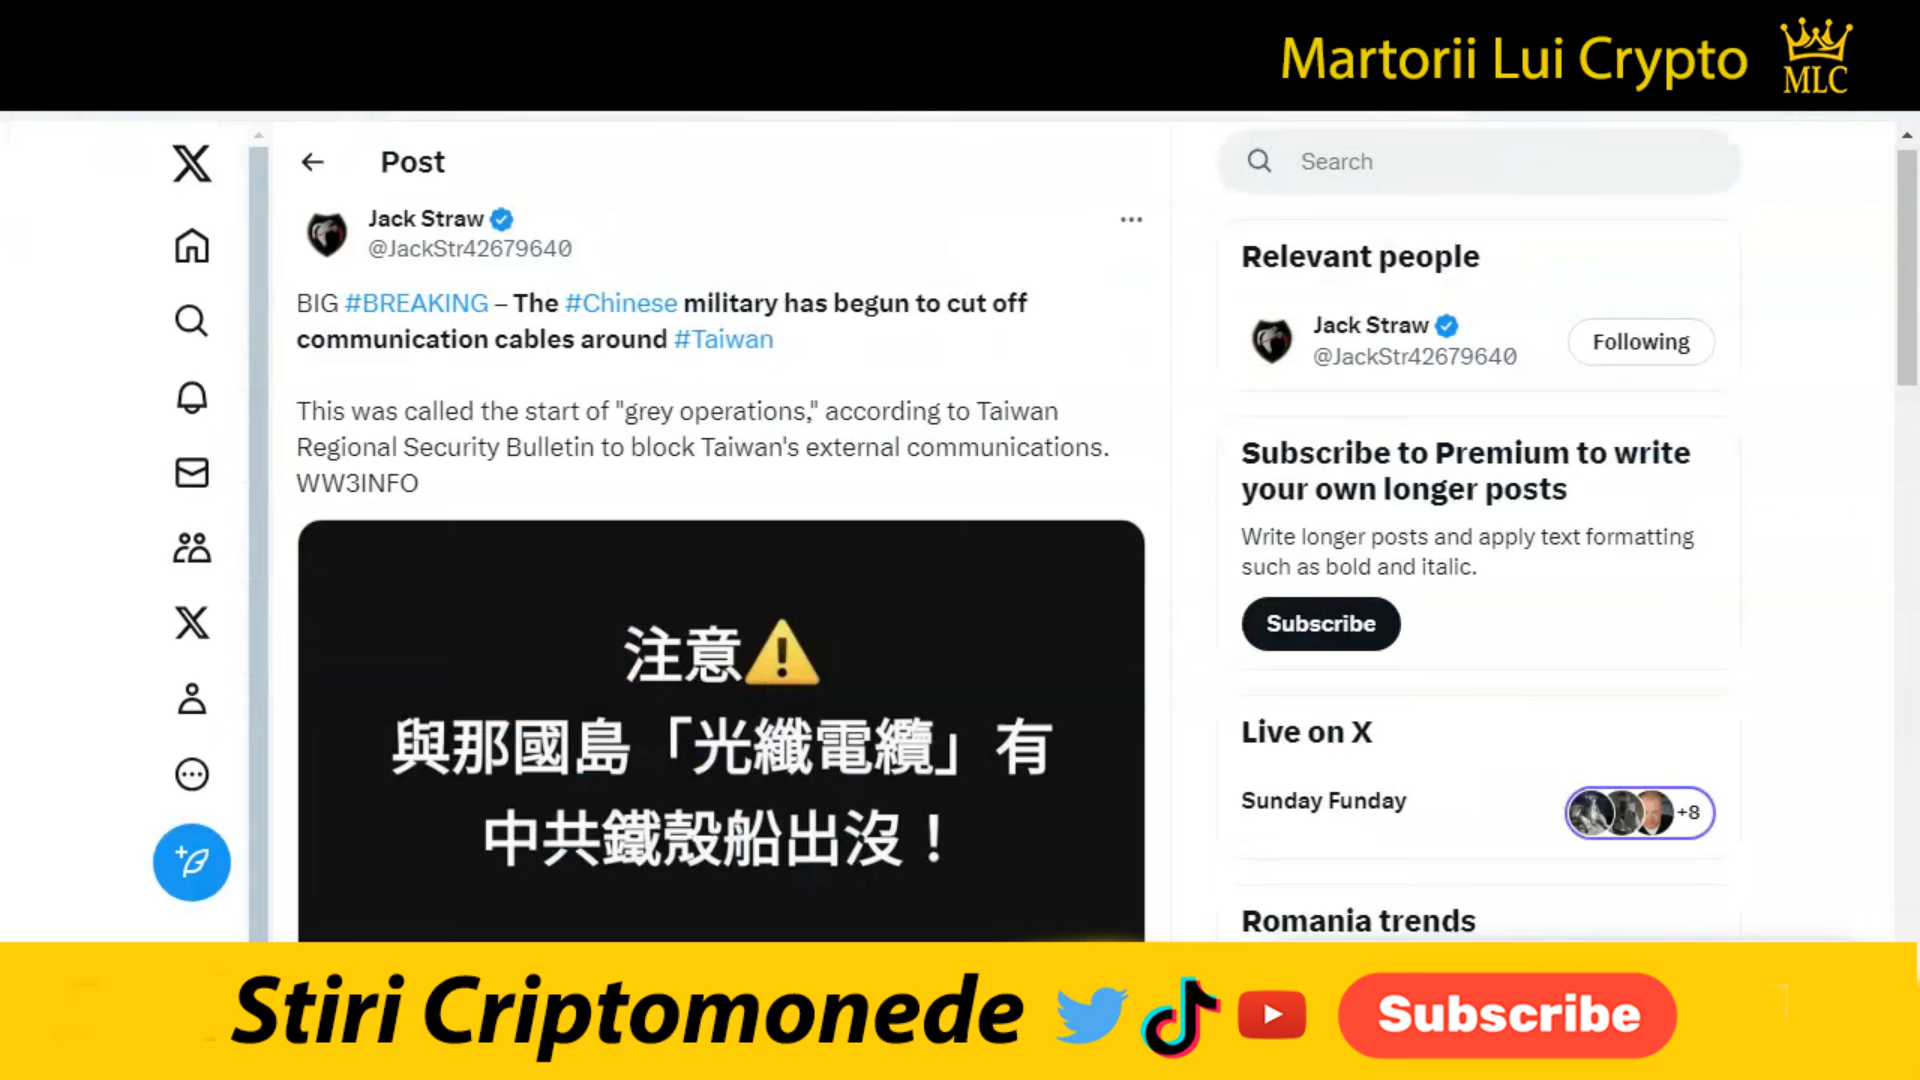 Martorii Lui Crypto
MLC
Post
Search
Jack Straw
@JackStr42679640
BIG #BREAKING – The #Chinese military has begun to cut off
communication cables around #Taiwan
This was called the start of "grey operations," according to Taiwan
Regional Security Bulletin to block Taiwan's external communications.
WW3INFO
注意⚠️
與那國島「光纖電纜」有
中共鐵殼船出沒！
Relevant people
Jack Straw
@JackStr42679640
Following
Subscribe to Premium to write
your own longer posts
Write longer posts and apply text formatting
such as bold and italic.
Subscribe
Live on X
Sunday Funday
+8
Romania trends
Stiri Criptomonede
Subscribe